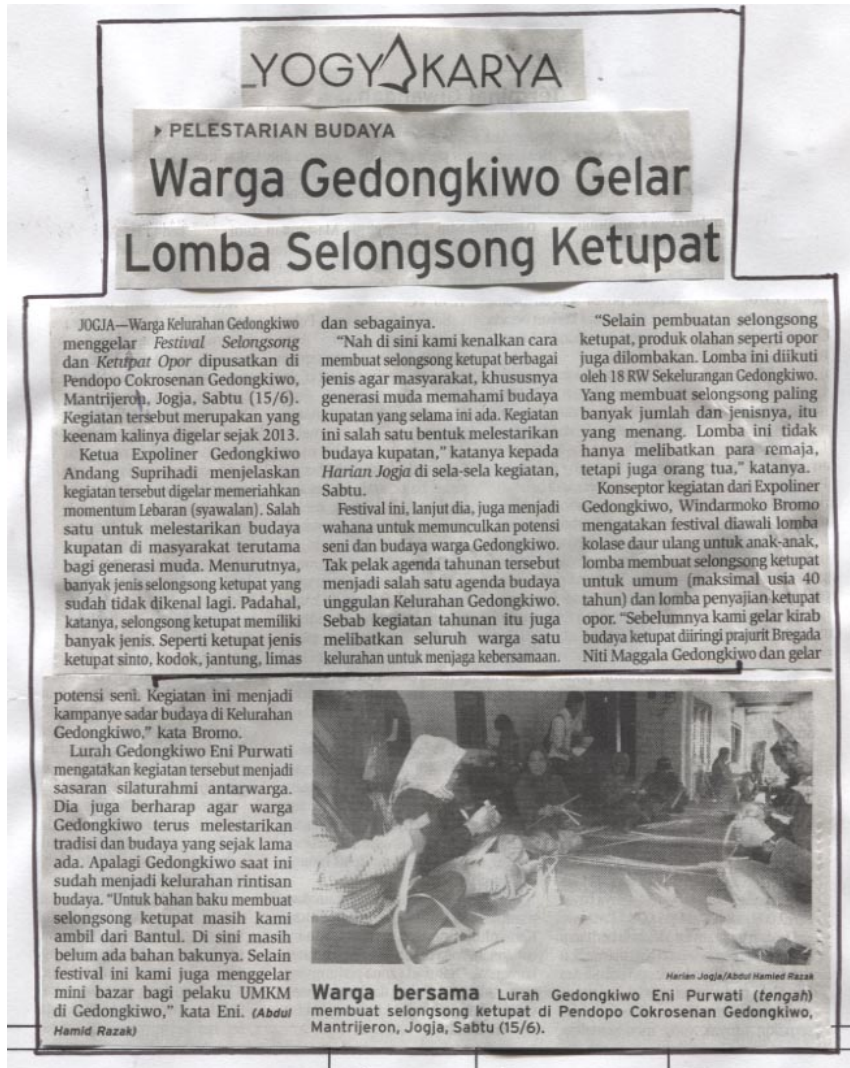 YOGYAKARYA
PELESTARIAN BUDAYA
Warga Gedongkiwo Gelar
Lomba Selongsong Ketupat
JOGJA—Warga Kelurahan Gedongkiwo
menggelar Festival Selongsong
dan Ketupat Opor dipusatkan di
Pendopo Cokrosenan Gedongkiwo,
Mantrijeron, Jogja, Sabtu (15/6).
Kegiatan tersebut merupakan yang
keenam kalinya digelar sejak 2013.
Ketua Expoliner Gedongkiwo
Andang Suprihadi menjelaskan
kegiatan tersebut digelar memeriahkan
momentum Lebaran (syawalan). Salah
satu untuk melestarikan budaya
kupatan di masyarakat terutama
bagi generasi muda. Menurutnya,
banyak jenis selongsong ketupat yang
sudah tidak dikenal lagi. Padahal,
katanya, selongsong ketupat memiliki
banyak jenis. Seperti ketupat jenis
ketupat sinto, kodok, jantung, limas
dan sebagainya.
“Nah di sini kami kenalkan cara
membuat selongsong ketupat berbagai
jenis agar masyarakat, khususnya
generasi muda memahami budaya
kupatan yang selama ini ada. Kegiatan
ini salah satu bentuk melestarikan
budaya kupatan,” katanya kepada
Harian Jogja di sela-sela kegiatan,
Sabtu.
Festival ini, lanjut dia, juga menjadi
wahana untuk memunculkan potensi
seni dan budaya warga Gedongkiwo.
Tak pelak agenda tahunan tersebut
menjadi salah satu agenda budaya
unggulan Kelurahan Gedongkiwo.
Sebab kegiatan tahunan itu juga
melibatkan seluruh warga satu
kelurahan untuk menjaga kebersamaan.
“Selain pembuatan selongsong
ketupat, produk olahan seperti opor
juga dilombakan. Lomba ini diikuti
oleh 18 RW Sekelurangan Gedongkiwo.
Yang membuat selongsong paling
banyak jumlah dan jenisnya, itu
yang menang. Lomba ini tidak
hanya melibatkan para remaja,
tetapi juga orang tua,” katanya.
Konseptor kegiatan dari Expoliner
Gedongkiwo, Windarmoko Bromo
mengatakan festival diawali lomba
kolase daur ulang untuk anak-anak,
lomba membuat selongsong ketupat
untuk umum (maksimal usia 40
tahun) dan lomba penyajian ketupat
opor. “Sebelumnya kami gelar kirab
budaya ketupat diiringi prajurit Bregada
Niti Maggala Gedongkiwo dan gelar
potensi seni. Kegiatan ini menjadi
kampanye sadar budaya di Kelurahan
Gedongkiwo,” kata Bromo.
Lurah Gedongkiwo Eni Purwati
mengatakan kegiatan tersebut menjadi
sasaran silaturahmi antarwarga.
Dia juga berharap agar warga
Gedongkiwo terus melestarikan
tradisi dan budaya yang sejak lama
ada. Apalagi Gedongkiwo saat ini
sudah menjadi kelurahan rintisan
budaya. “Untuk bahan baku membuat
selongsong ketupat masih kami
ambil dari Bantul. Di sini masih
belum ada bahan bakunya. Selain
festival ini kami juga menggelar
mini bazar bagi pelaku UMKM
di Gedongkiwo,” kata Eni. (Abdul
Hamid Razak)
Harian Jogja/Abdul Hamied Razak
Warga bersama Lurah Gedongkiwo Eni Purwati (tengah)
membuat selongsong ketupat di Pendopo Cokrosenan Gedongkiwo,
Mantrijeron, Jogja, Sabtu (15/6).